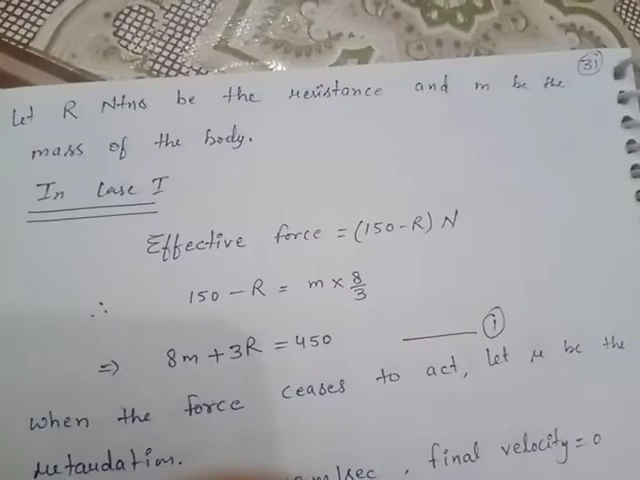 31
Let R Ntns be the resistance and m be the
mass of the body.
In Case I
Effective force = (150-R) N
∴ 150 - R = m × 8/3
⇒ 8m + 3R = 450 ——— (i)
when the force ceases to act, let u be the
retardation.
m/sec, final velocity = 0